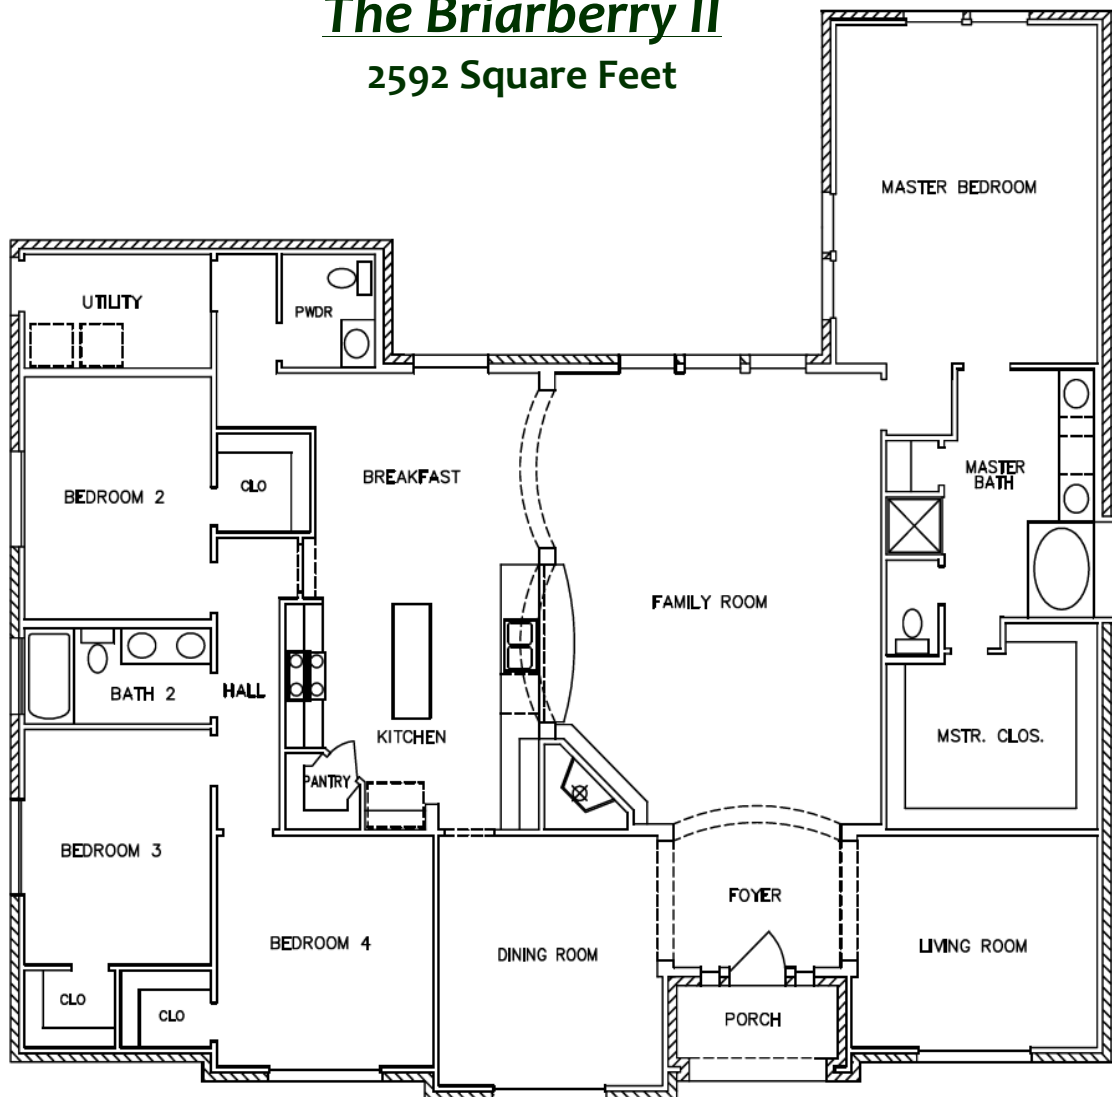 The Briarberry II
2592 Square Feet
MASTER BEDROOM
UTILITY
PWDR
BREAKFAST
MASTER
BATH
BEDROOM 2
CLO
FAMILY ROOM
BATH 2
HALL
KITCHEN
MSTR. CLOS.
PANTRY
BEDROOM 3
FOYER
BEDROOM 4
DINING ROOM
LIVING ROOM
CLO
CLO
PORCH